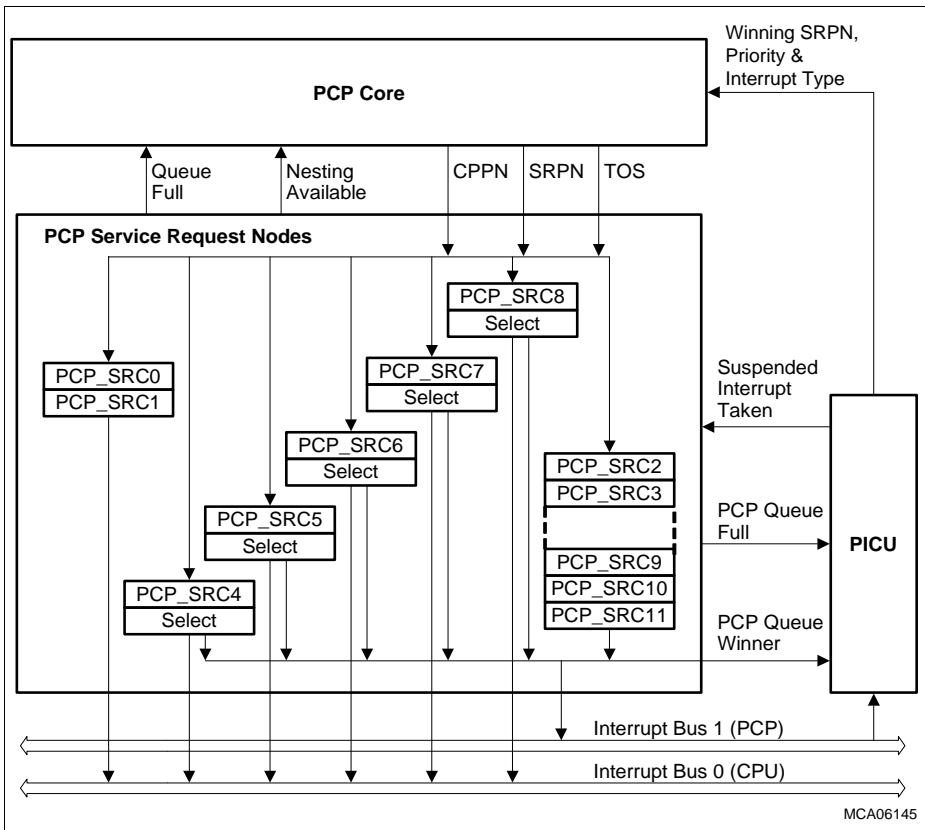 Winning SRPN,
Priority &
Interrupt Type
PCP Core
Queue
Full
Nesting
Available
CPPN
SRPN
TOS
PCP Service Request Nodes
PCP_SRC8
Select
PCP_SRC0
PCP_SRC1
PCP_SRC7
Select
Suspended
Interrupt
Taken
PCP_SRC6
Select
PCP_SRC2
PCP_SRC3
PCP_SRC5
Select
PCP Queue
Full
PICU
PCP_SRC9
PCP_SRC10
PCP_SRC11
PCP_SRC4
Select
PCP Queue
Winner
Interrupt Bus 1 (PCP)
Interrupt Bus 0 (CPU)
MCA06145